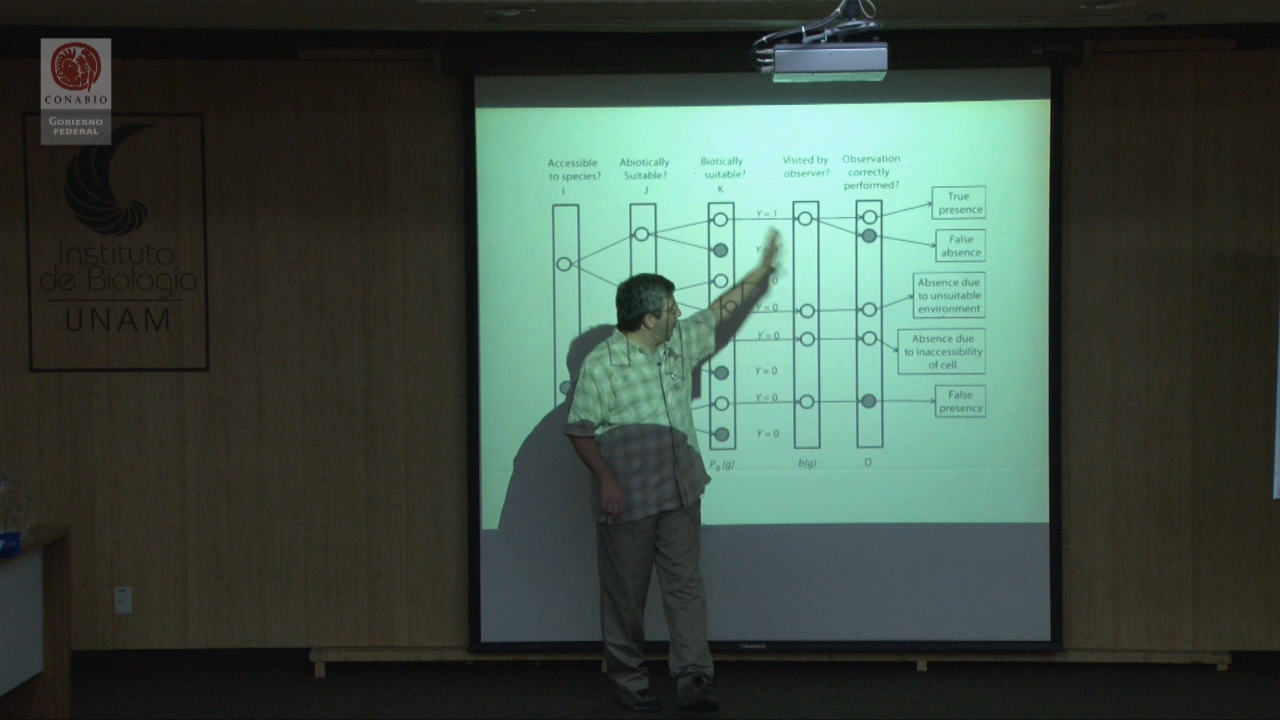 CONABIO
GOBIERNO
FEDERAL
Instituto
de Biología
UNAM
Accessible
to species?
I
Abiotically
Suitable?
J
Biotically
suitable?
K
Visited by
observer?
Observation
correctly
performed?
Y = 1
Y = 0
Y = 0
Y = 0
Y = 0
Y = 0
True
presence
False
absence
Absence due
to unsuitable
environment
Absence due
to inaccessibility
of cell
False
presence
b(g)
D